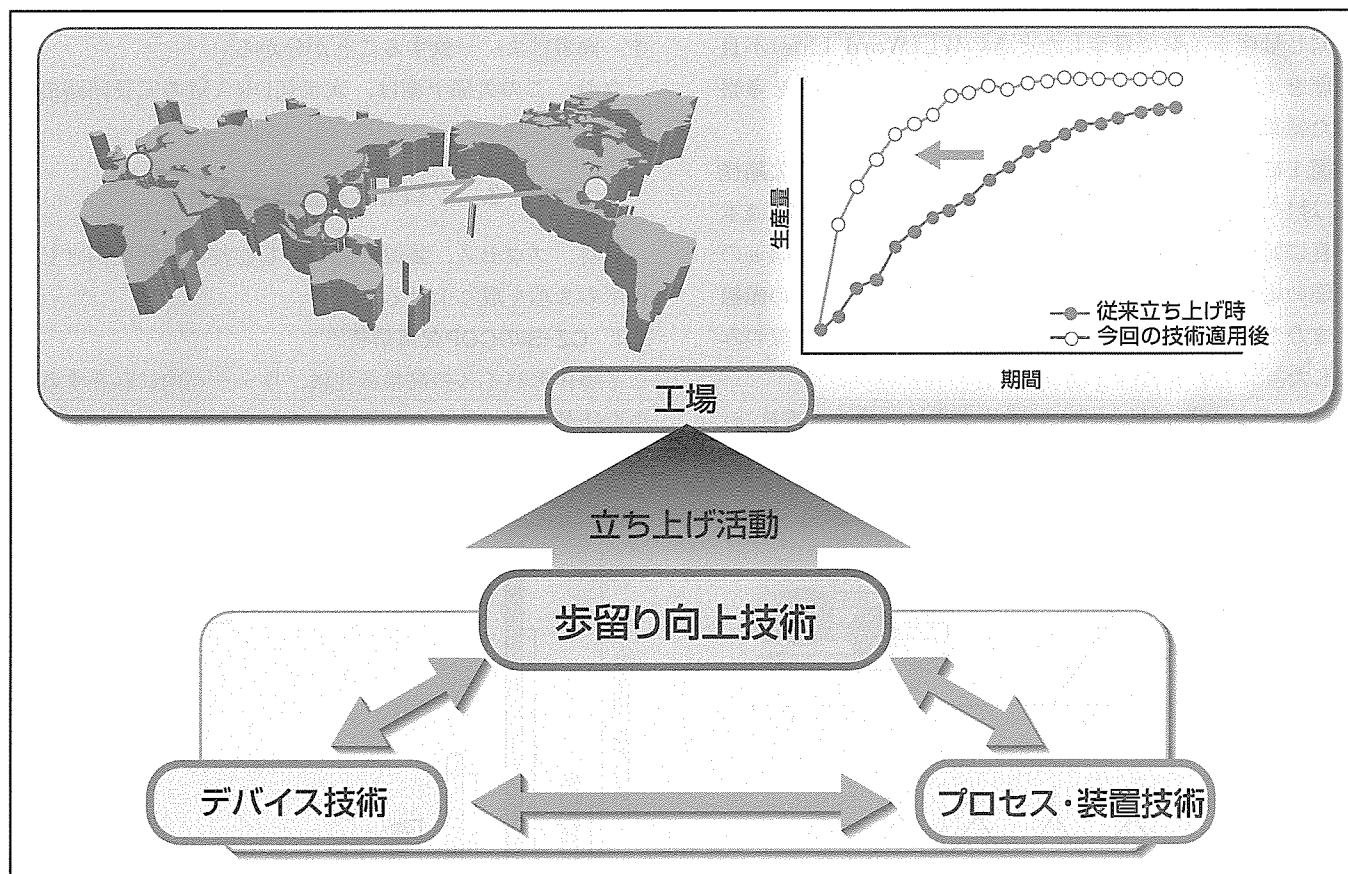 生産量
従来立ち上げ時
今回の技術適用後
期間
工場
立ち上げ活動
歩留り向上技術
デバイス技術
プロセス・装置技術